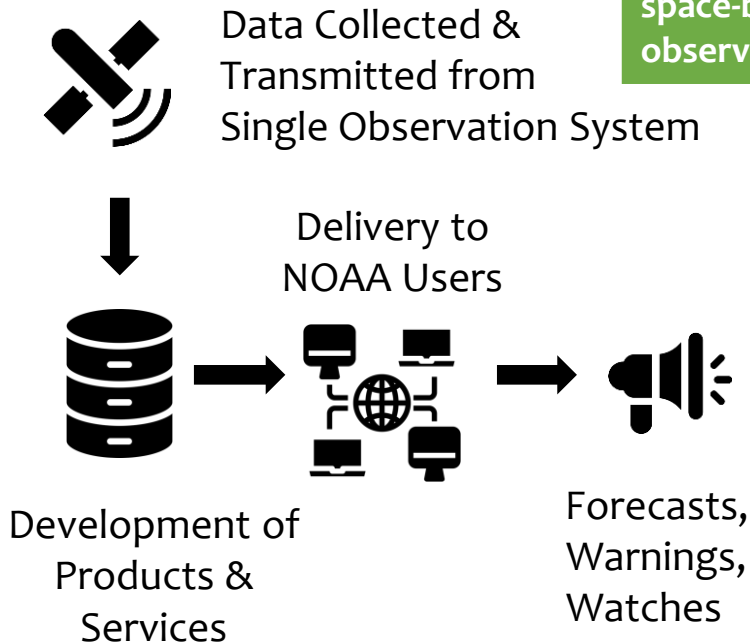 Data Collected &
Transmitted from
Single Observation System
Delivery to
NOAA Users
Development of
Products &
Services
Forecasts,
Warnings,
Watches